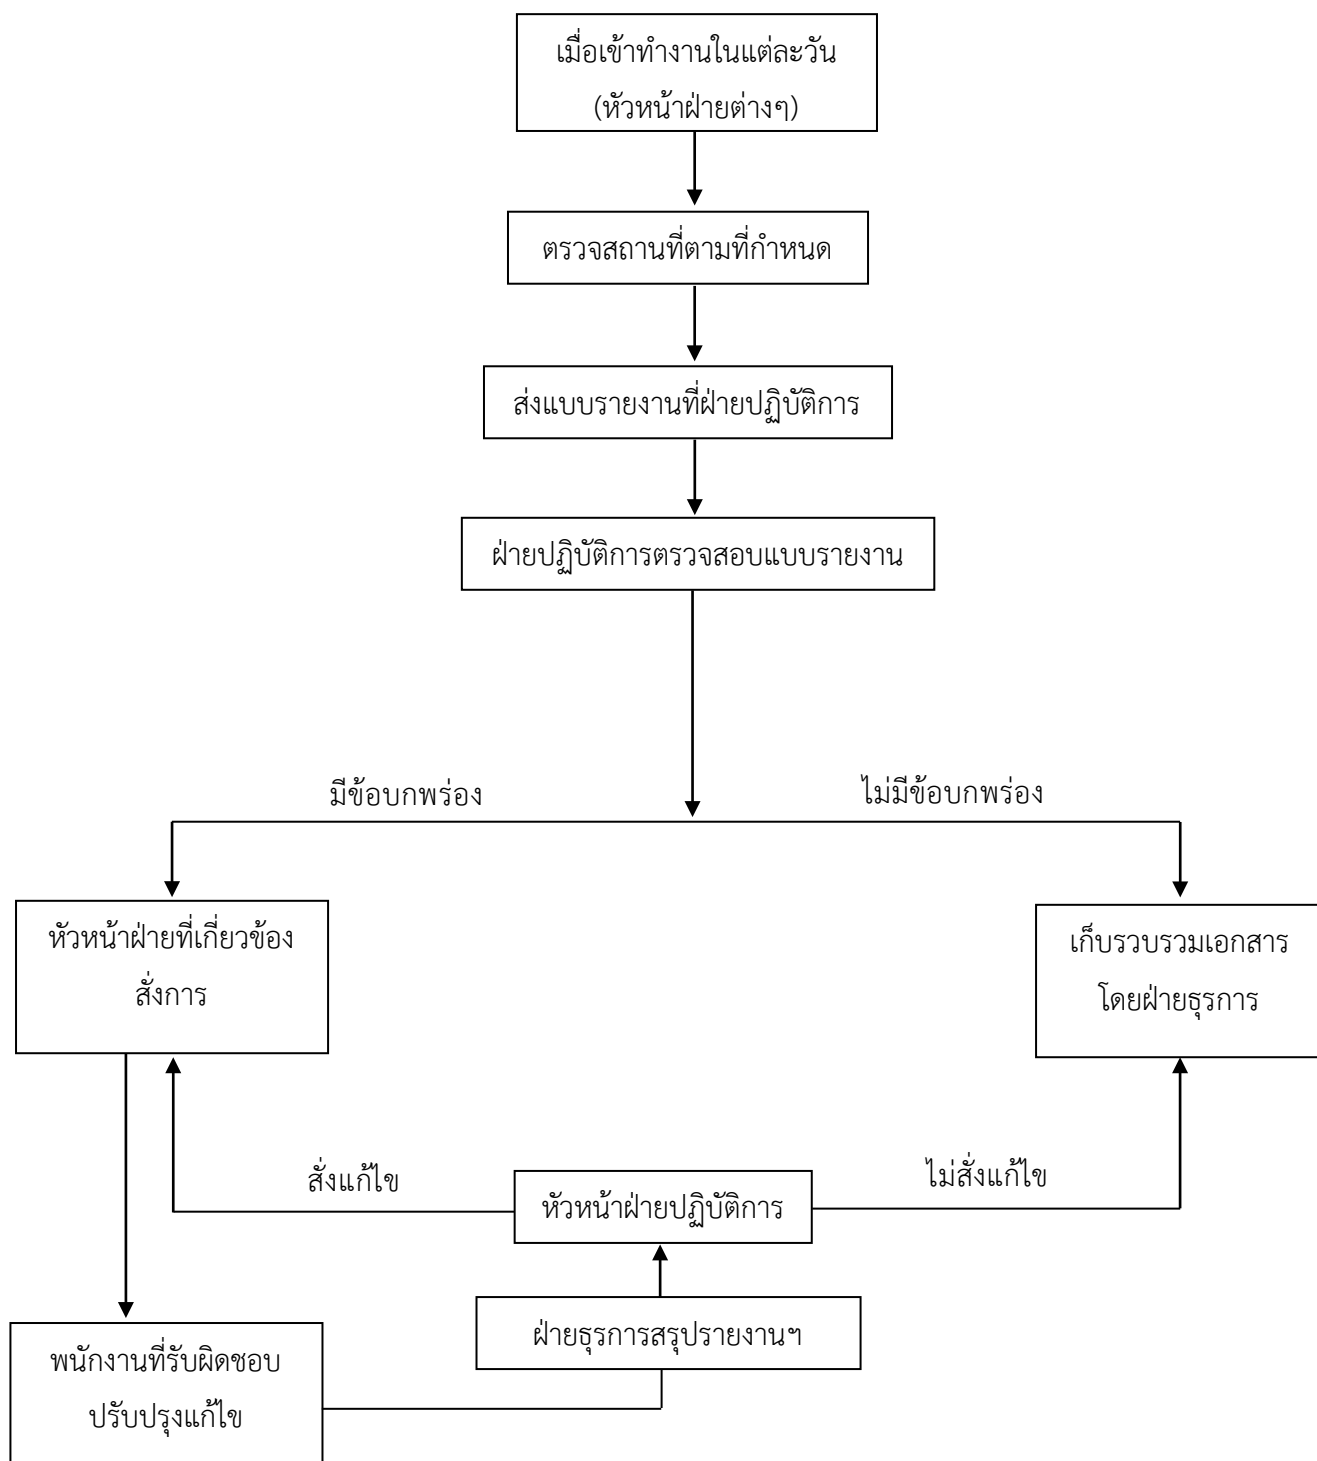 เมื่อเข้าทำงานในแต่ละวัน
(หัวหน้าฝ่ายต่างๆ)
ตรวจสถานที่ตามที่กำหนด
ส่งแบบรายงานที่ฝ่ายปฏิบัติการ
ฝ่ายปฏิบัติการตรวจสอบแบบรายงาน
มีข้อบกพร่อง
ไม่มีข้อบกพร่อง
หัวหน้าฝ่ายที่เกี่ยวข้อง
สั่งการ
เก็บรวบรวมเอกสาร
โดยฝ่ายธุรการ
สั่งแก้ไข
ไม่สั่งแก้ไข
หัวหน้าฝ่ายปฏิบัติการ
ฝ่ายธุรการสรุปรายงานฯ
พนักงานที่รับผิดชอบ
ปรับปรุงแก้ไข